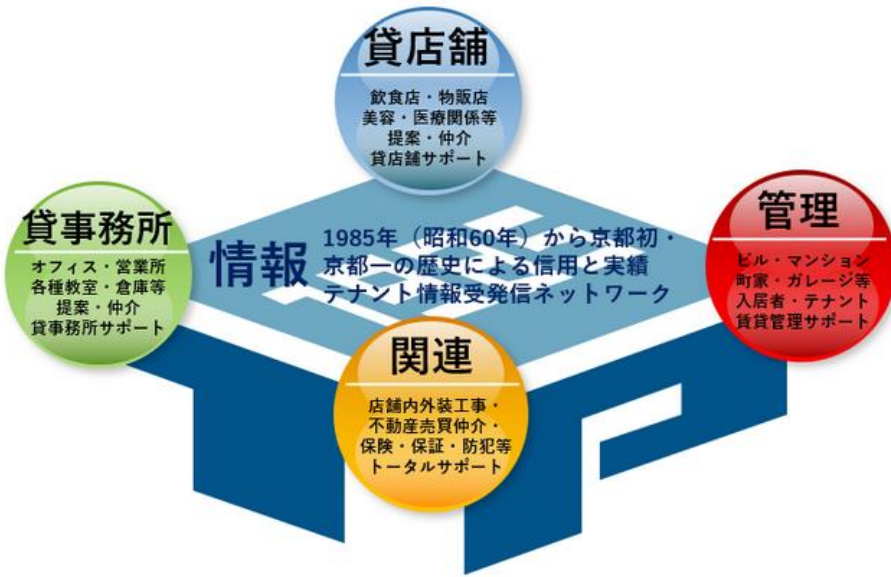 貸店舗
飲食店・物販店
美容・医療関係等
提案・仲介
貸店舗サポート
貸事務所
オフィス・営業所
各種教室・倉庫等
提案・仲介
貸事務所サポート
情報
1985年（昭和60年）から京都初・
京都一の歴史による信用と実績
テナント情報受発信ネットワーク
管理
ビル・マンション
町家・ガレージ等
入居者・テナント
賃貸管理サポート
関連
店舗内外装工事・
不動産売買仲介・
保険・保証・防犯等
トータルサポート